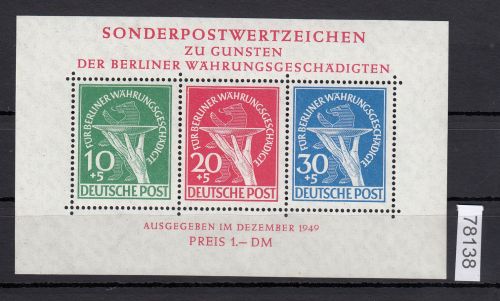 SONDERPOSTWERTZEICHEN
ZU GUNSTEN
DER BERLINER WÄHRUNGSGESCHÄDIGTEN
FÜR BERLINER WÄHRUNGSGESCHÄDIGTE
10
+5
DEUTSCHE POST
FÜR BERLINER WÄHRUNGSGESCHÄDIGTE
20
+5
DEUTSCHE POST
FÜR BERLINER WÄHRUNGSGESCHÄDIGTE
30
+5
DEUTSCHE POST
AUSGEGEBEN IM DEZEMBER 1949
PREIS 1.— DM
78138